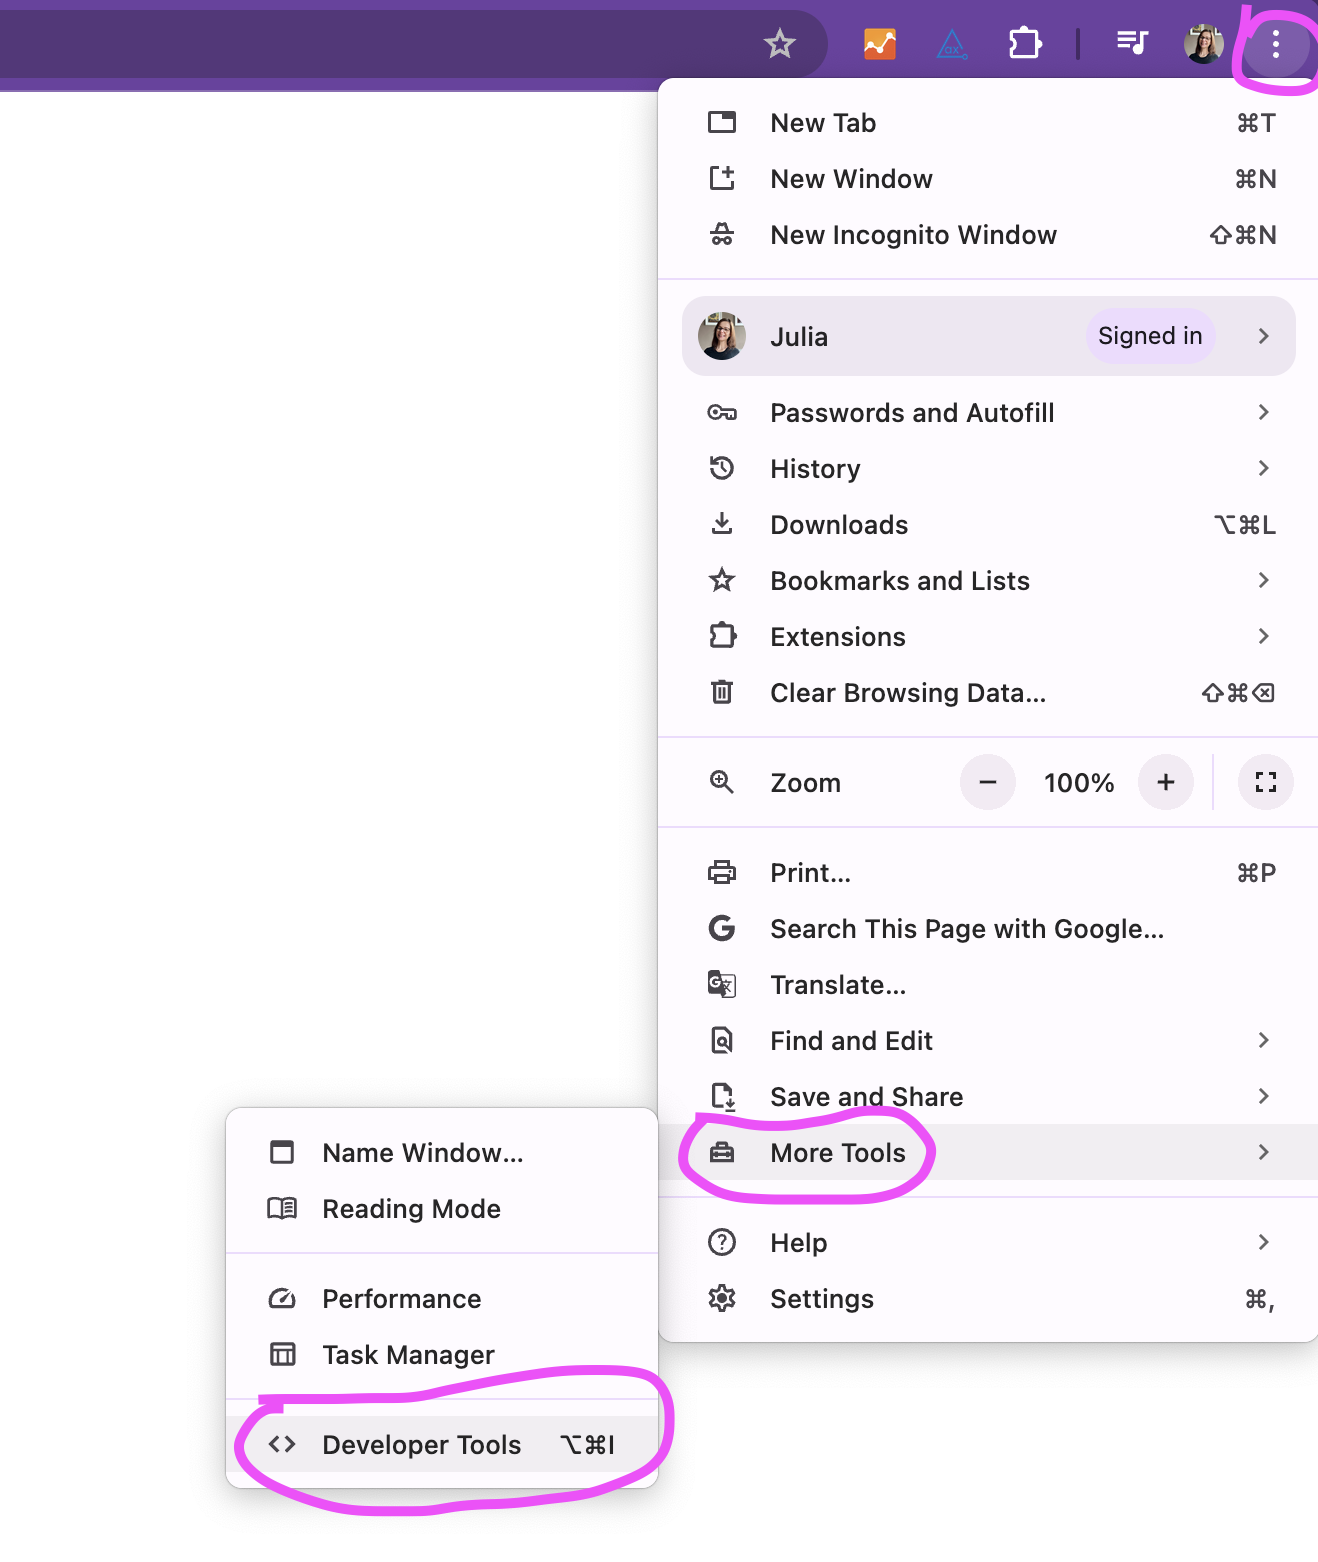 New Tab ⌘T
New Window ⌘N
New Incognito Window ⇧⌘N
Julia Signed in
Passwords and Autofill
History
Downloads ⌥⌘L
Bookmarks and Lists
Extensions
Clear Browsing Data... ⇧⌘⌫
Zoom − 100% +
Print... ⌘P
Search This Page with Google...
Translate...
Find and Edit
Save and Share
More Tools
Help
Settings ⌘,
Name Window...
Reading Mode
Performance
Task Manager
Developer Tools ⌥⌘I